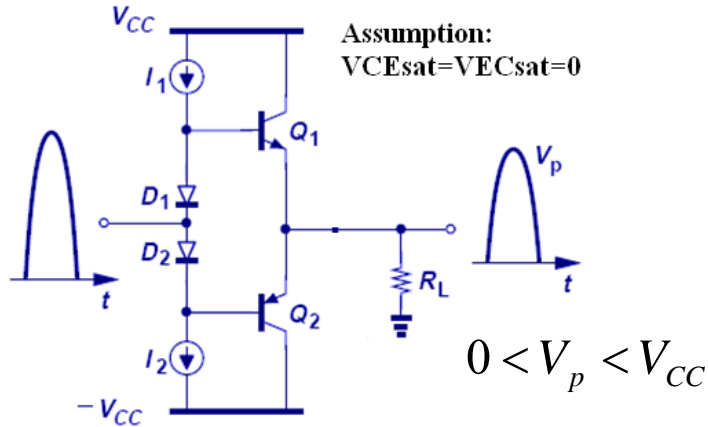 V_CC
Assumption:
VCEsat=VECsat=0
I_1
Q_1
V_p
D_1
D_2
t
t
R_L
Q_2
I_2
0 < V_p < V_CC
− V_CC